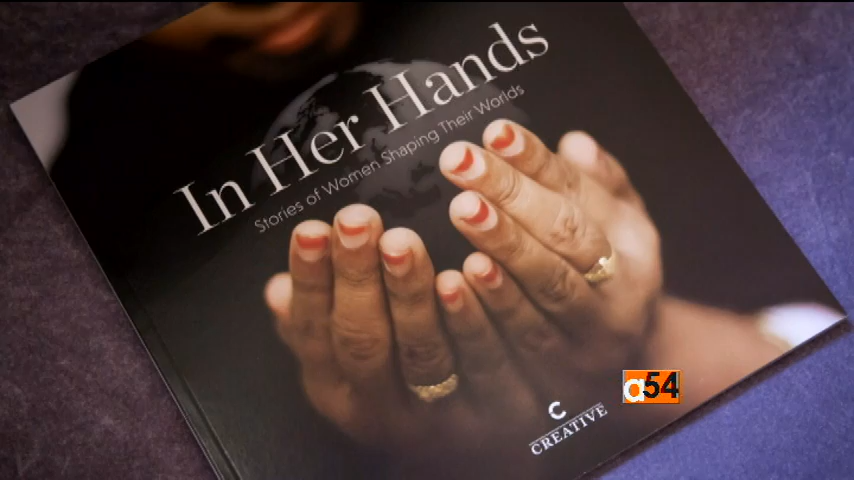 In Her Hands
Stories of Women Shaping Their Worlds
C
CREATIVE
a54